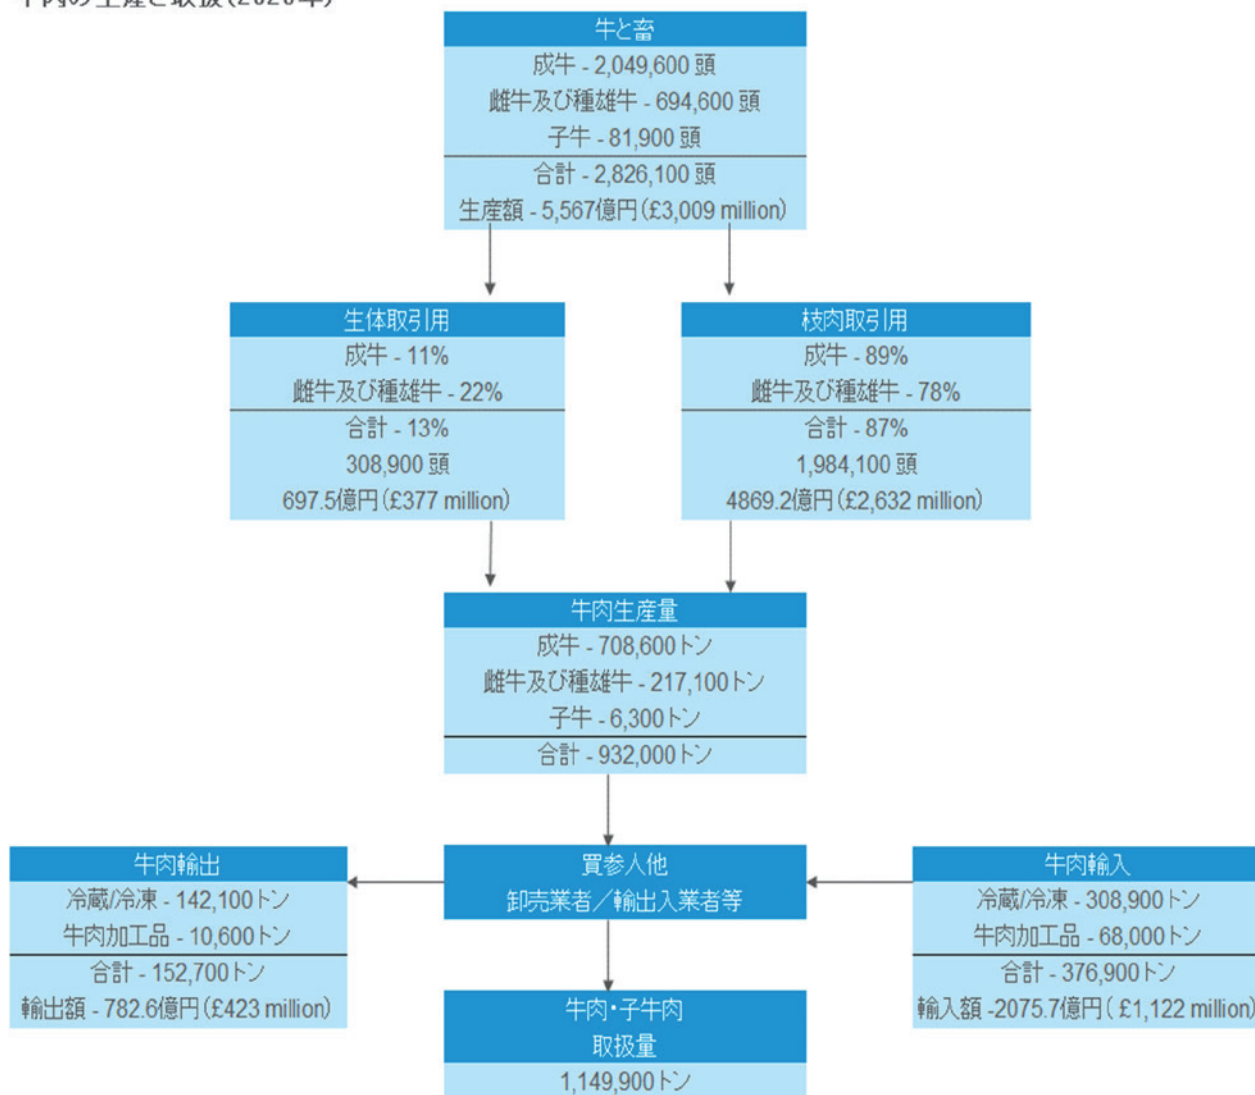 牛肉の生産と取扱(2020年)
牛と畜
成牛 - 2,049,600 頭
雌牛及び種雄牛 - 694,600 頭
子牛 - 81,900 頭
合計 - 2,826,100 頭
生産額 - 5,567億円(£3,009 million)
生体取引用
成牛 - 11%
雌牛及び種雄牛 - 22%
合計 - 13%
308,900 頭
697.5億円(£377 million)
枝肉取引用
成牛 - 89%
雌牛及び種雄牛 - 78%
合計 - 87%
1,984,100 頭
4869.2億円(£2,632 million)
牛肉生産量
成牛 - 708,600トン
雌牛及び種雄牛 - 217,100トン
子牛 - 6,300トン
合計 - 932,000トン
牛肉輸出
冷蔵/冷凍 - 142,100トン
牛肉加工品 - 10,600トン
合計 - 152,700トン
輸出額 - 782.6億円(£423 million)
買参人他
卸売業者／輸出入業者等
牛肉輸入
冷蔵/冷凍 - 308,900トン
牛肉加工品 - 68,000トン
合計 - 376,900トン
輸入額 -2075.7億円( £1,122 million)
牛肉・子牛肉
取扱量
1,149,900トン